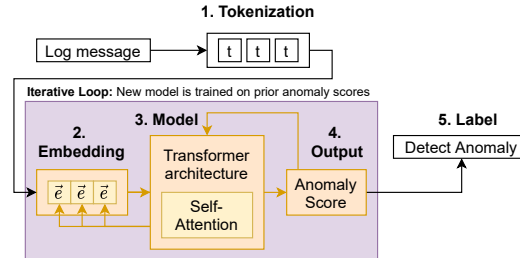 1. Tokenization
Log message
t t t
Iterative Loop: New model is trained on prior anomaly scores
2.
Embedding
e⃗ e⃗ e⃗
3. Model
Transformer
architecture
Self-
Attention
4.
Output
Anomaly
Score
5. Label
Detect Anomaly